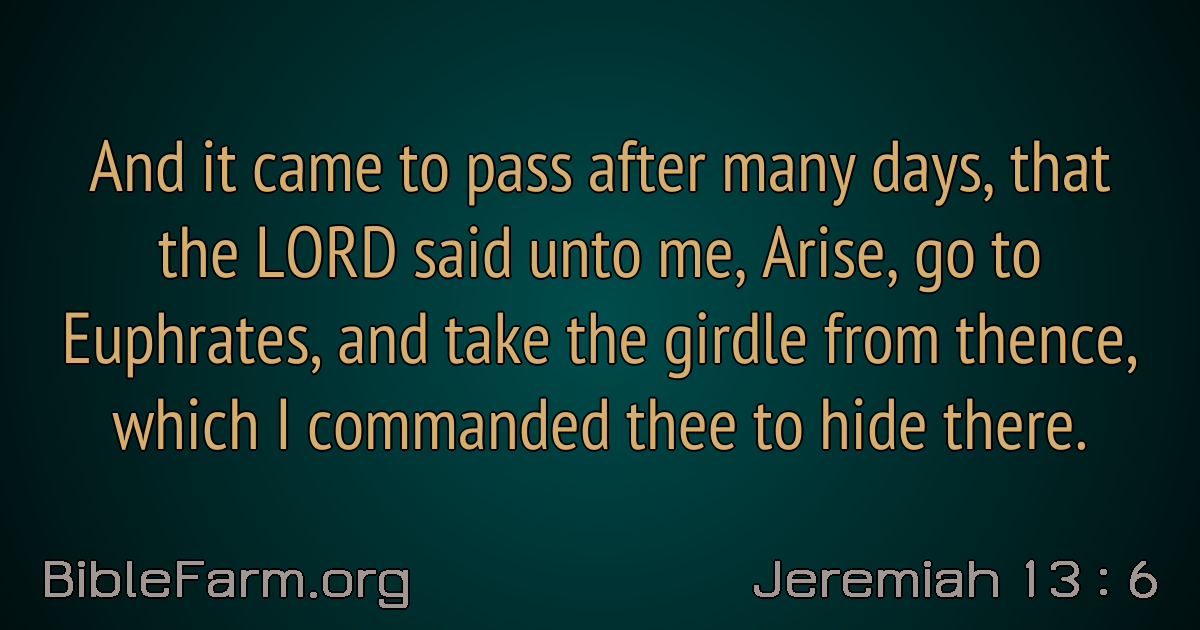 And it came to pass after many days, that
the LORD said unto me, Arise, go to
Euphrates, and take the girdle from thence,
which I commanded thee to hide there.
BibleFarm.org
Jeremiah 13 : 6